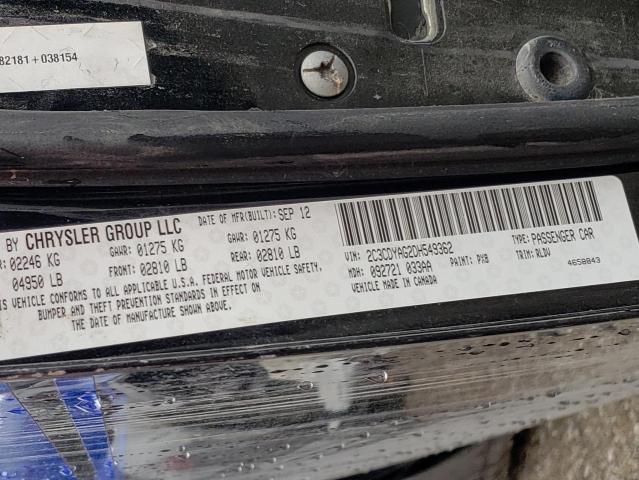 82181 + 038154
BY CHRYSLER GROUP LLC
DATE OF MFR(BUILT): SEP 12
02246 KG GAWR: 01275 KG GAWR: 01275 KG
04950 LB FRONT: 02810 LB REAR: 02810 LB
THIS VEHICLE CONFORMS TO ALL APPLICABLE U.S.A. FEDERAL MOTOR VEHICLE SAFETY,
BUMPER AND THEFT PREVENTION STANDARDS IN EFFECT ON
THE DATE OF MANUFACTURE SHOWN ABOVE.
VIN: 2C3CDYAG2DH549362 TYPE: PASSENGER CAR
MDH: 092721 033AA PAINT: PX8 TRIM: RLDV
VEHICLE MADE IN CANADA 4658843